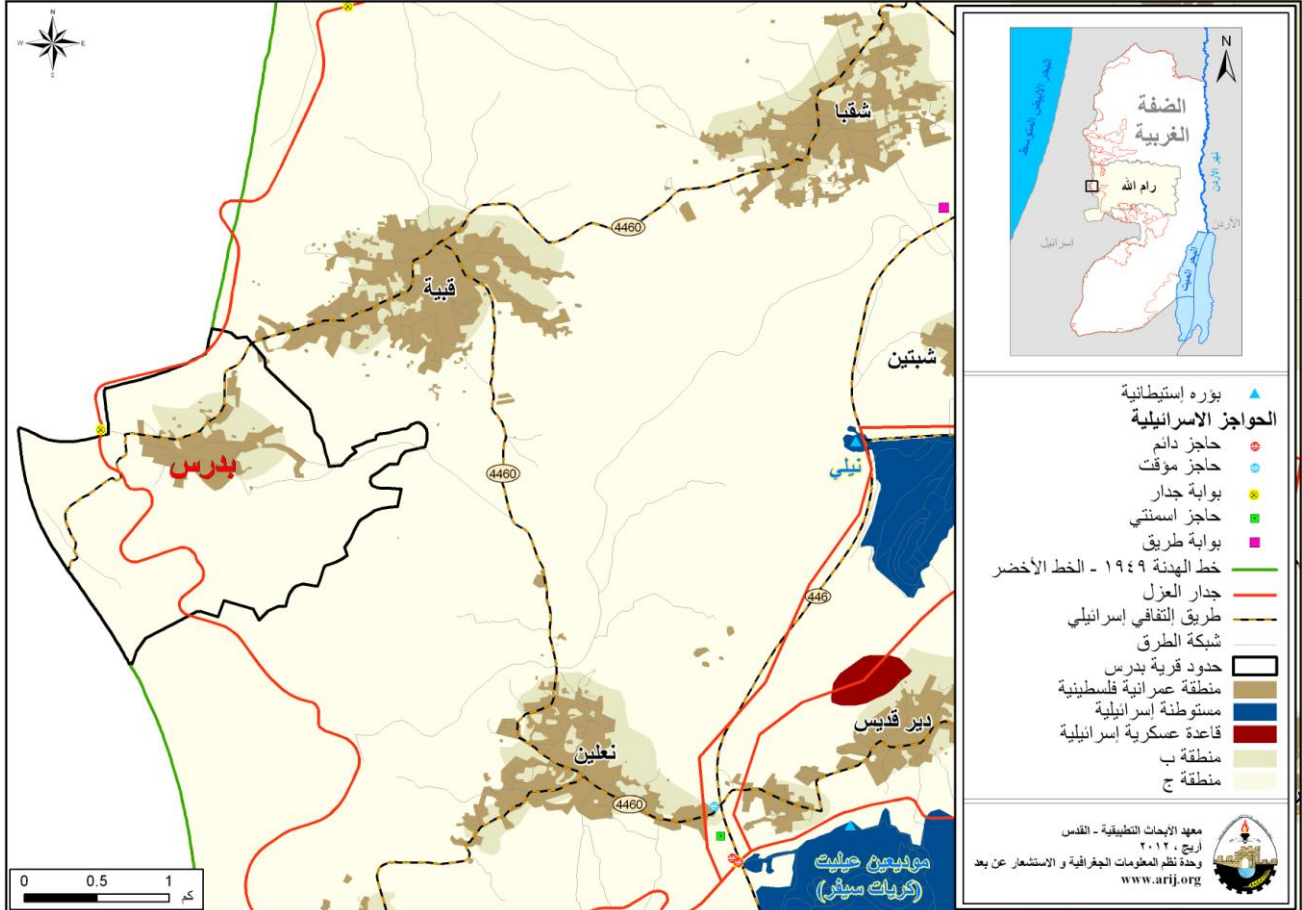 N
W
E
S
شقبا
4460
قبية
شبتين
بدرس
نيلي
4460
446
دير قديس
نعلين
4460
موديعين عيليت
(كريات سيفر)
0 0.5 1
كم
N
البحر الابيض المتوسط
الضفة
الغربية
نهر الأردن
رام الله
الأردن
إسرائيل
البحر الميت
بؤره إستيطانية
الحواجز الاسرائيلية
حاجز دائم
حاجز مؤقت
بوابة جدار
حاجز اسمنتي
بوابة طريق
خط الهدنة ١٩٤٩ - الخط الأخضر
جدار العزل
طريق إلتفافي إسرائيلي
شبكة الطرق
حدود قرية بدرس
منطقة عمرانية فلسطينية
مستوطنة إسرائيلية
قاعدة عسكرية إسرائيلية
منطقة ب
منطقة ج
معهد الأبحاث التطبيقية - القدس
أريج ، ٢٠١٢
وحدة نظم المعلومات الجغرافية و الاستشعار عن بعد
www.arij.org